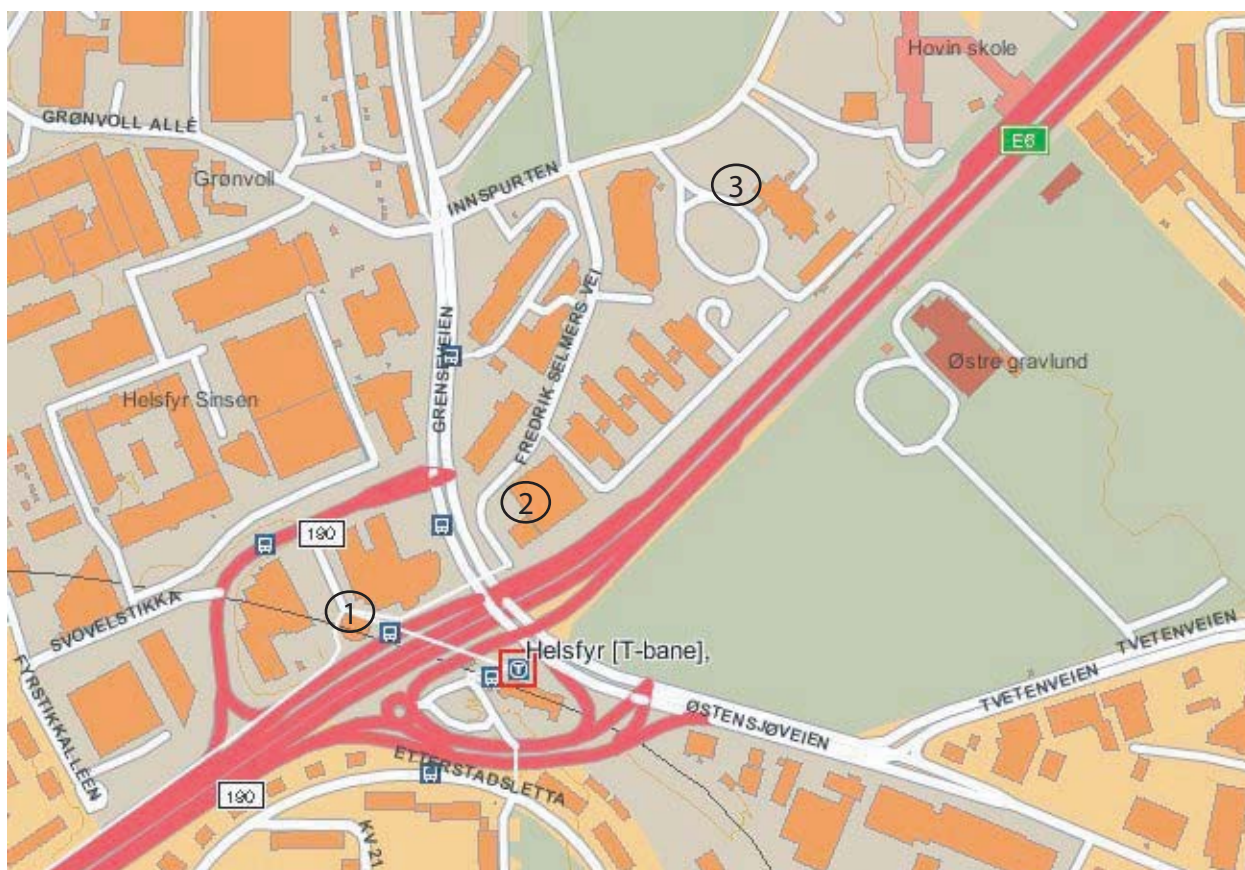 Hovin skole
GRØNVOLL ALLÉ
E6
Grønvoll
INNSPURTEN
3
GRENSEVEIEN
FREDRIK SELMERS VEI
Østre gravlund
Helsfyr Sinsen
2
190
SVOVELSTIKKA
1
Helsfyr [T-bane],
T
TVETENVEIEN
TVETENVEIEN
FYRSTIKKALLÉEN
ØSTENSJØVEIEN
ETTERSTADSLETTA
190
KV 21